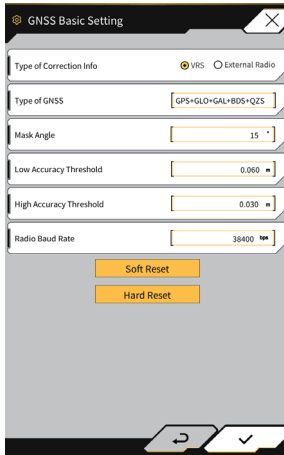 GNSS Basic Setting
Type of Correction Info VRS External Radio
Type of GNSS GPS+GLO+GAL+BDS+QZS
Mask Angle 15 °
Low Accuracy Threshold 0.060 m
High Accuracy Threshold 0.030 m
Radio Baud Rate 38400 bps
Soft Reset
Hard Reset